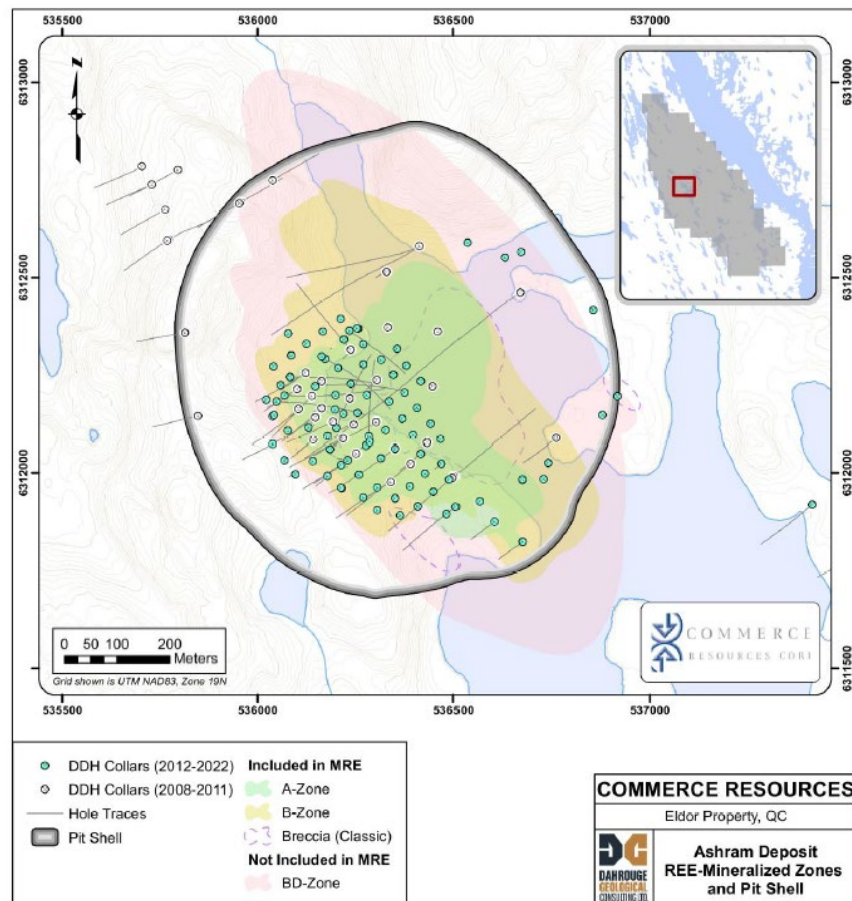 535500 536000 536500 537000
6313000
6313000
N
6312500
6312500
6312000
6312000
6311500
6311500
0 50 100 200
Meters
Grid shown is UTM NAD83, Zone 19N
COMMERCE
RESOURCES CORP
535500 536000 536500 537000
DDH Collars (2012-2022)
DDH Collars (2008-2011)
Hole Traces
Pit Shell
Included in MRE
A-Zone
B-Zone
Breccia (Classic)
Not Included in MRE
BD-Zone
COMMERCE RESOURCES
Eldor Property, QC
DAHROUGE
GEOLOGICAL
CONSULTING LTD.
Ashram Deposit
REE-Mineralized Zones
and Pit Shell